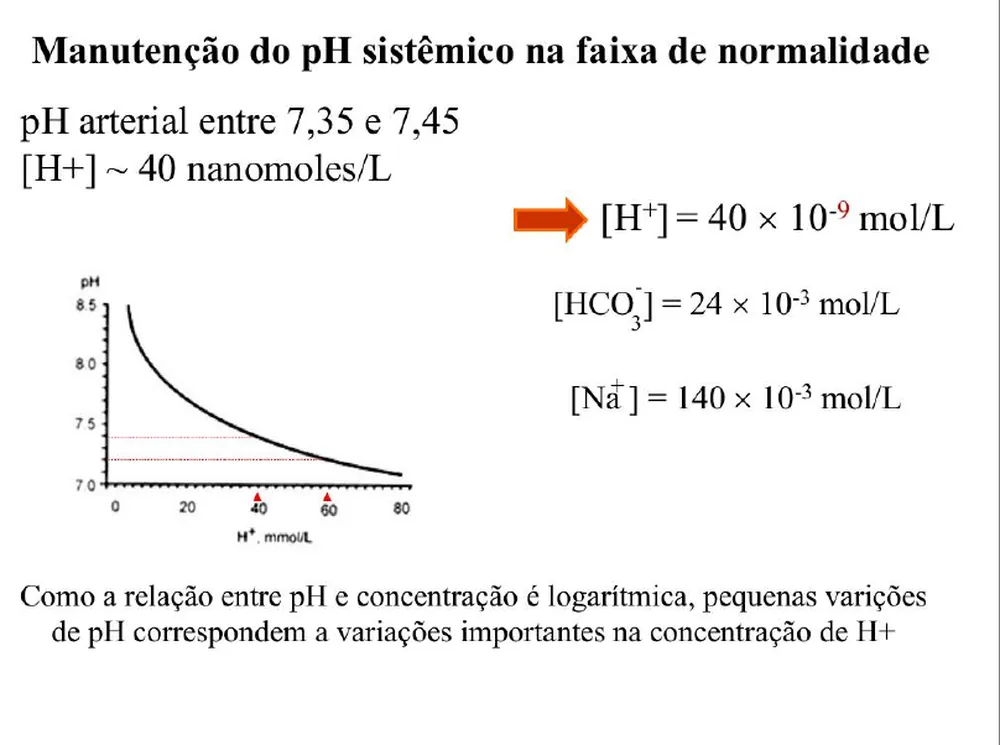 Manutenção do pH sistêmico na faixa de normalidade
pH arterial entre 7,35 e 7,45
[H+] ~ 40 nanomoles/L
[H⁺] = 40 × 10⁻⁹ mol/L
[HCO₃⁻] = 24 × 10⁻³ mol/L
[Na⁺] = 140 × 10⁻³ mol/L
pH
8.5
8.0
7.5
7.0
0 20 40 60 80
H⁺, mmol/L
Como a relação entre pH e concentração é logarítmica, pequenas varições
de pH correspondem a variações importantes na concentração de H+